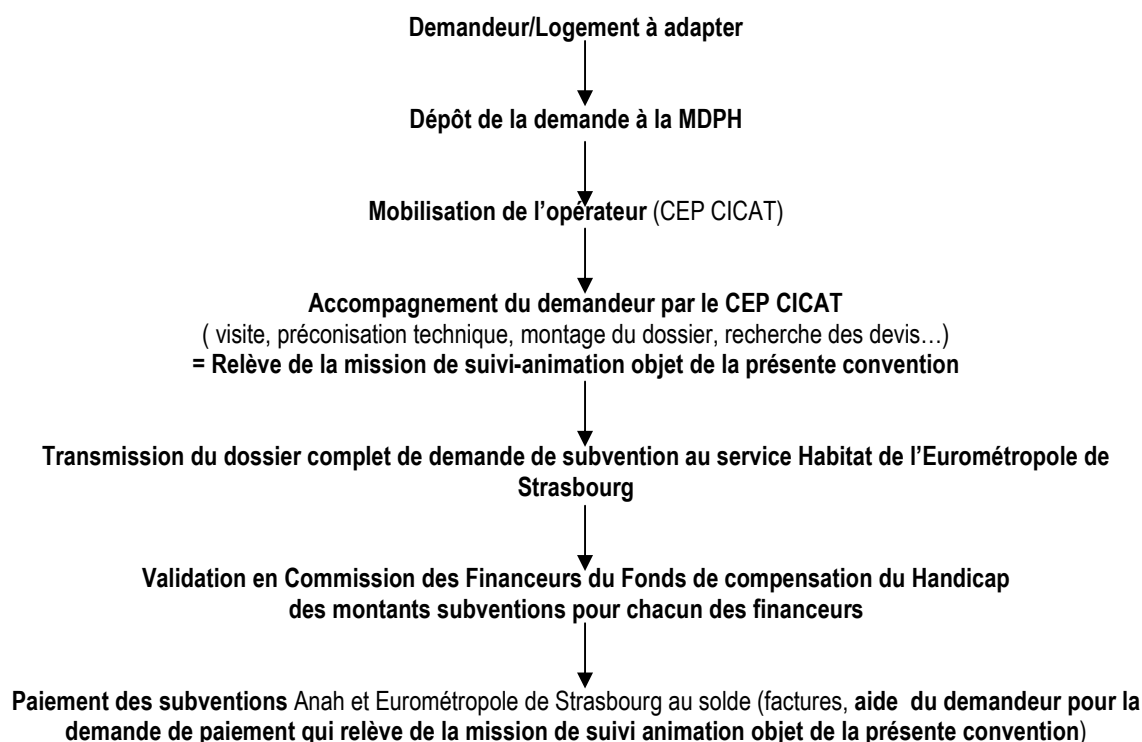 Demandeur/Logement à adapter
Dépôt de la demande à la MDPH
Mobilisation de l'opérateur (CEP CICAT)
Accompagnement du demandeur par le CEP CICAT
( visite, préconisation technique, montage du dossier, recherche des devis…)
= Relève de la mission de suivi-animation objet de la présente convention
Transmission du dossier complet de demande de subvention au service Habitat de l'Eurométropole de
Strasbourg
Validation en Commission des Financeurs du Fonds de compensation du Handicap
des montants subventions pour chacun des financeurs
Paiement des subventions Anah et Eurométropole de Strasbourg au solde (factures, aide du demandeur pour la
demande de paiement qui relève de la mission de suivi animation objet de la présente convention)